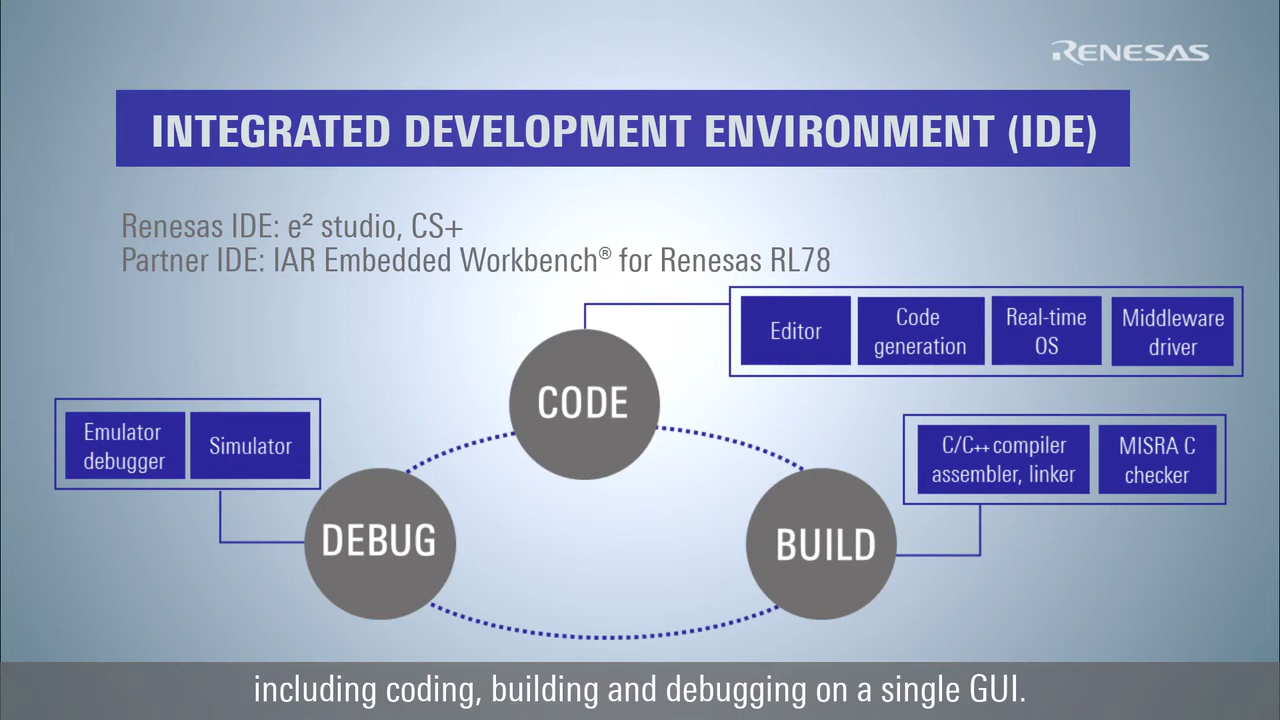 RENESAS
INTEGRATED DEVELOPMENT ENVIRONMENT (IDE)
Renesas IDE: e² studio, CS+
Partner IDE: IAR Embedded Workbench® for Renesas RL78
Editor
Code
generation
Real-time
OS
Middleware
driver
CODE
Emulator
debugger
Simulator
C/C++ compiler
assembler, linker
MISRA C
checker
DEBUG
BUILD
including coding, building and debugging on a single GUI.